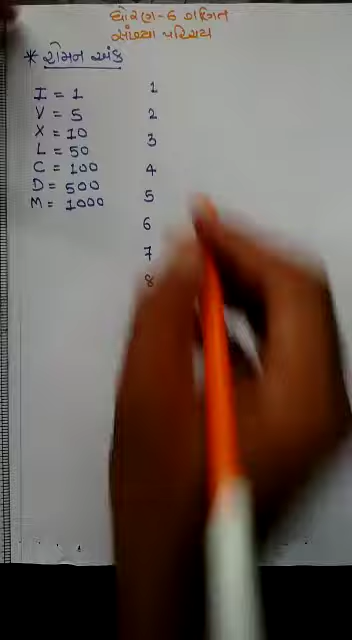 ધોરણ-6 ગણિત
સંખ્યા પરિચય
* રોમન અંક
I = 1
V = 5
X = 10
L = 50
C = 100
D = 500
M = 1000
1
2
3
4
5
6
7
8